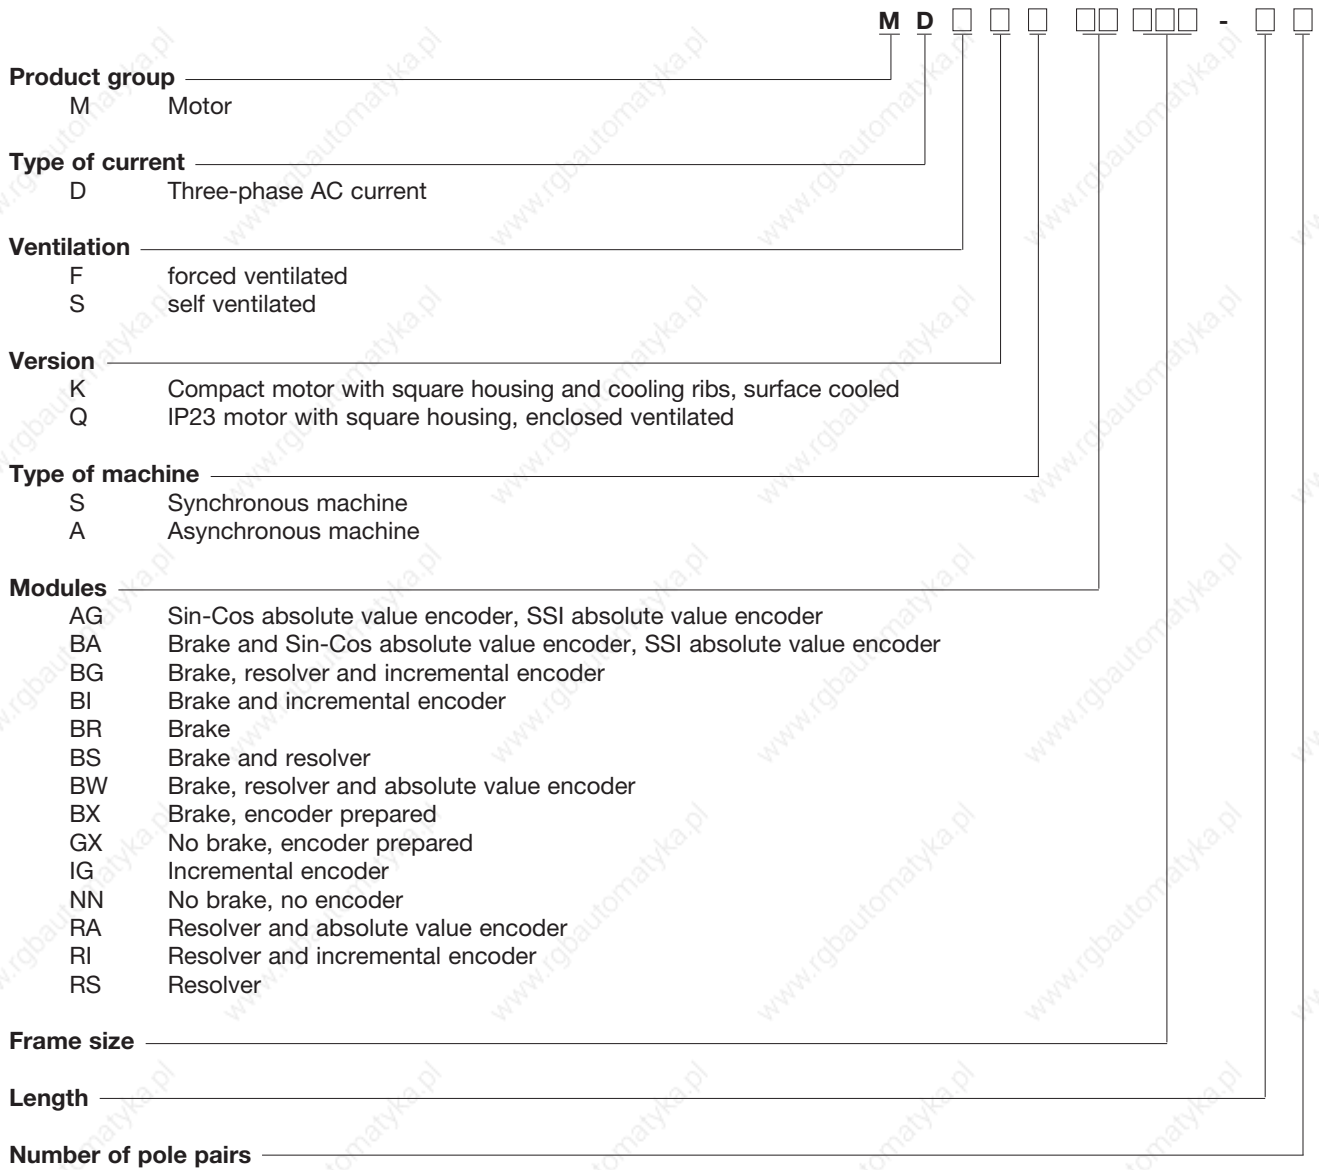 M D □ □ □ □□ □□□ - □ □
Product group
M Motor
Type of current
D Three-phase AC current
Ventilation
F forced ventilated
S self ventilated
Version
K Compact motor with square housing and cooling ribs, surface cooled
Q IP23 motor with square housing, enclosed ventilated
Type of machine
S Synchronous machine
A Asynchronous machine
Modules
AG Sin-Cos absolute value encoder, SSI absolute value encoder
BA Brake and Sin-Cos absolute value encoder, SSI absolute value encoder
BG Brake, resolver and incremental encoder
BI Brake and incremental encoder
BR Brake
BS Brake and resolver
BW Brake, resolver and absolute value encoder
BX Brake, encoder prepared
GX No brake, encoder prepared
IG Incremental encoder
NN No brake, no encoder
RA Resolver and absolute value encoder
RI Resolver and incremental encoder
RS Resolver
Frame size
Length
Number of pole pairs
www.rgbautomatyka.pl